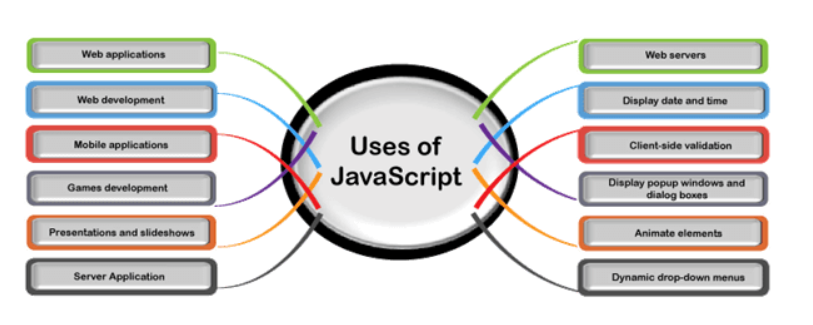 Web applications
Web development
Mobile applications
Games development
Presentations and slideshows
Server Application
Uses of
JavaScript
Web servers
Display date and time
Client-side validation
Display popup windows and
dialog boxes
Animate elements
Dynamic drop-down menus